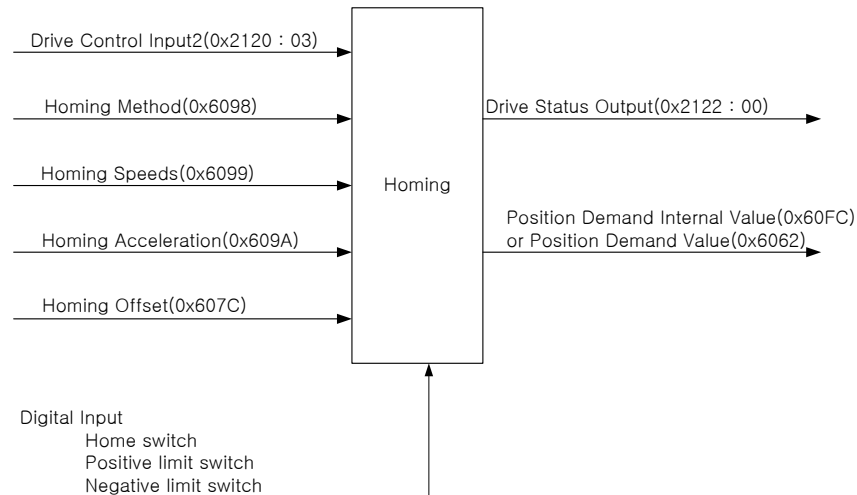 Drive Control Input2(0x2120 : 03)
Homing Method(0x6098)
Homing Speeds(0x6099)
Homing Acceleration(0x609A)
Homing Offset(0x607C)
Homing
Drive Status Output(0x2122 : 00)
Position Demand Internal Value(0x60FC)
or Position Demand Value(0x6062)
Digital Input
Home switch
Positive limit switch
Negative limit switch